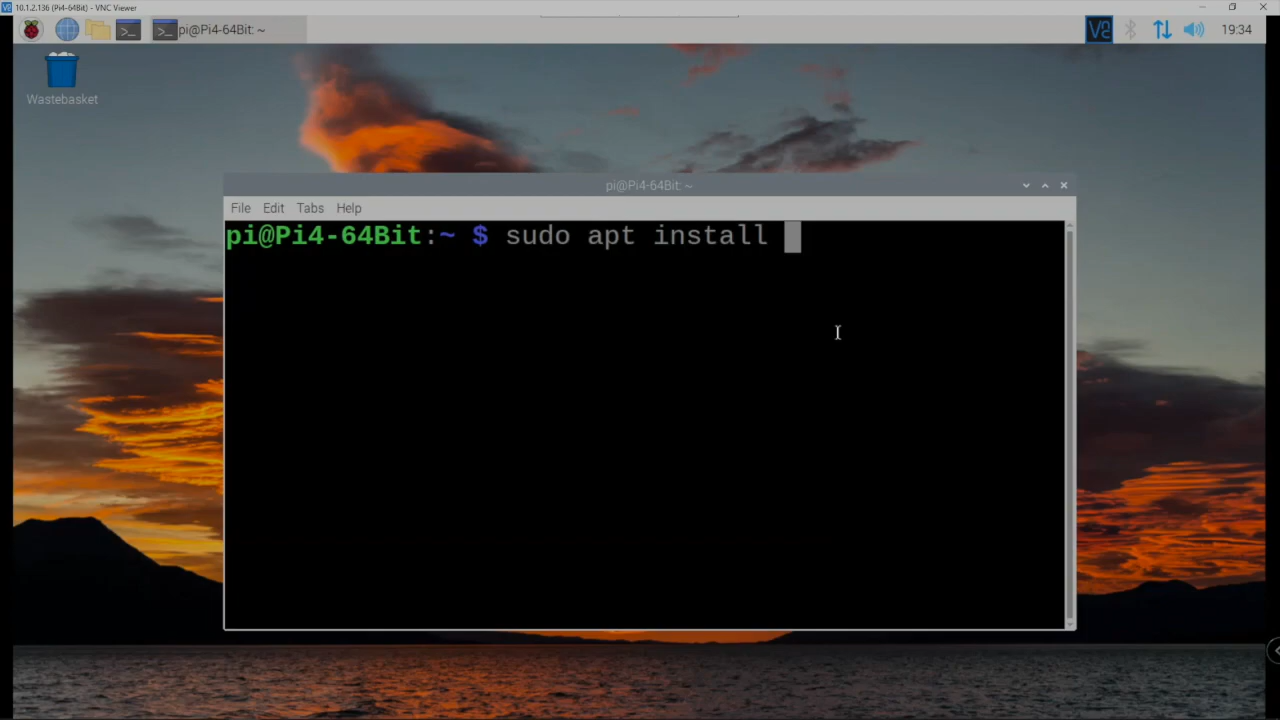 10.1.2.136 (Pi4-64Bit) - VNC Viewer
pi@Pi4-64Bit: ~
19:34
Wastebasket
pi@Pi4-64Bit: ~
File Edit Tabs Help
pi@Pi4-64Bit:~ $ sudo apt install